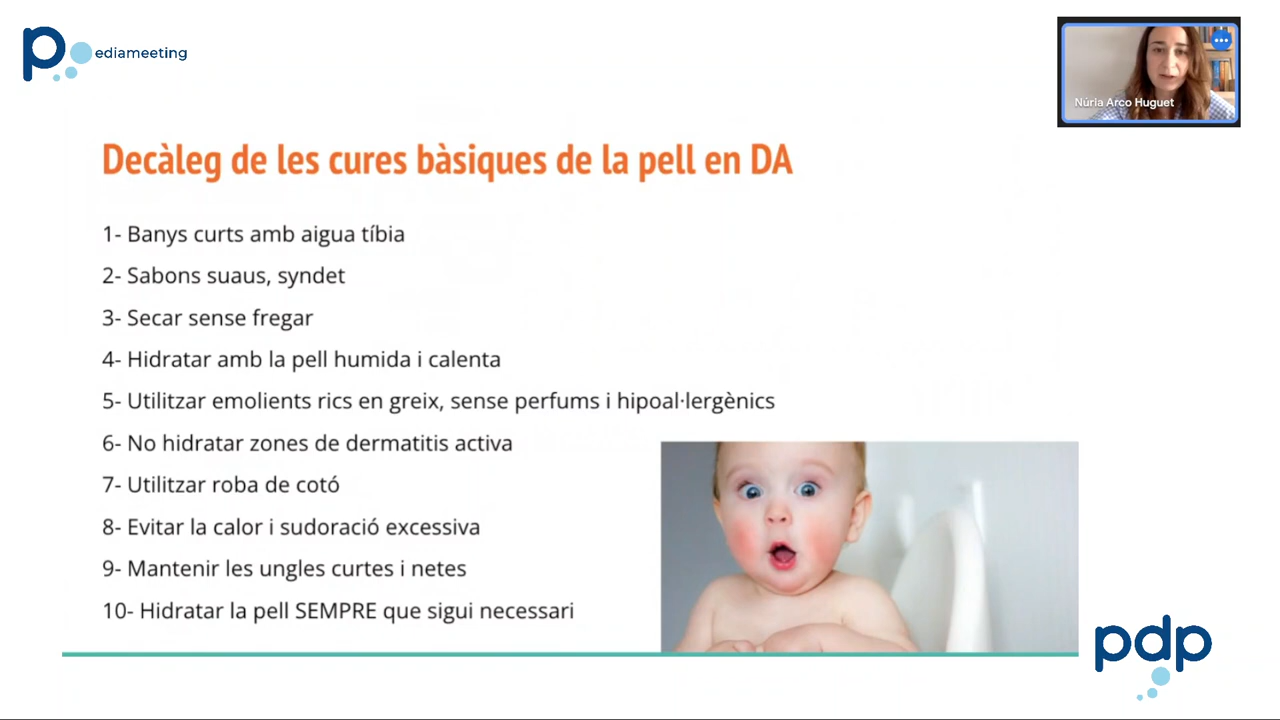 pediameeting
Núria Arco Huguet
Decàleg de les cures bàsiques de la pell en DA
1- Banys curts amb aigua tíbia
2- Sabons suaus, syndet
3- Secar sense fregar
4- Hidratar amb la pell humida i calenta
5- Utilitzar emolients rics en greix, sense perfums i hipoal·lergènics
6- No hidratar zones de dermatitis activa
7- Utilitzar roba de cotó
8- Evitar la calor i sudoració excessiva
9- Mantenir les ungles curtes i netes
10- Hidratar la pell SEMPRE que sigui necessari
pdp